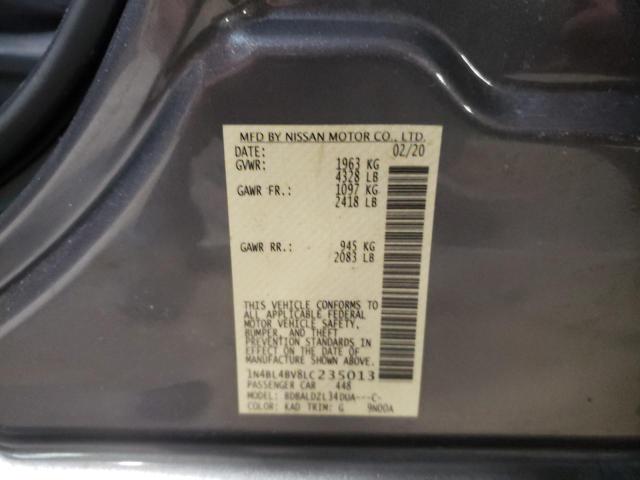 MFD BY NISSAN MOTOR CO., LTD.
DATE: 02/20
GVWR: 1963 KG
4328 LB
GAWR FR.: 1097 KG
2418 LB
GAWR RR.: 945 KG
2083 LB
THIS VEHICLE CONFORMS TO
ALL APPLICABLE FEDERAL
MOTOR VEHICLE SAFETY,
BUMPER, AND THEFT
PREVENTION STANDARDS IN
EFFECT ON THE DATE OF
MANUFACTURE SHOWN ABOVE.
1N4BL4BV8LC235013
PASSENGER CAR 448
MODEL: BDBALDZL34DUA---C-
COLOR: KAD TRIM: G 9N00A